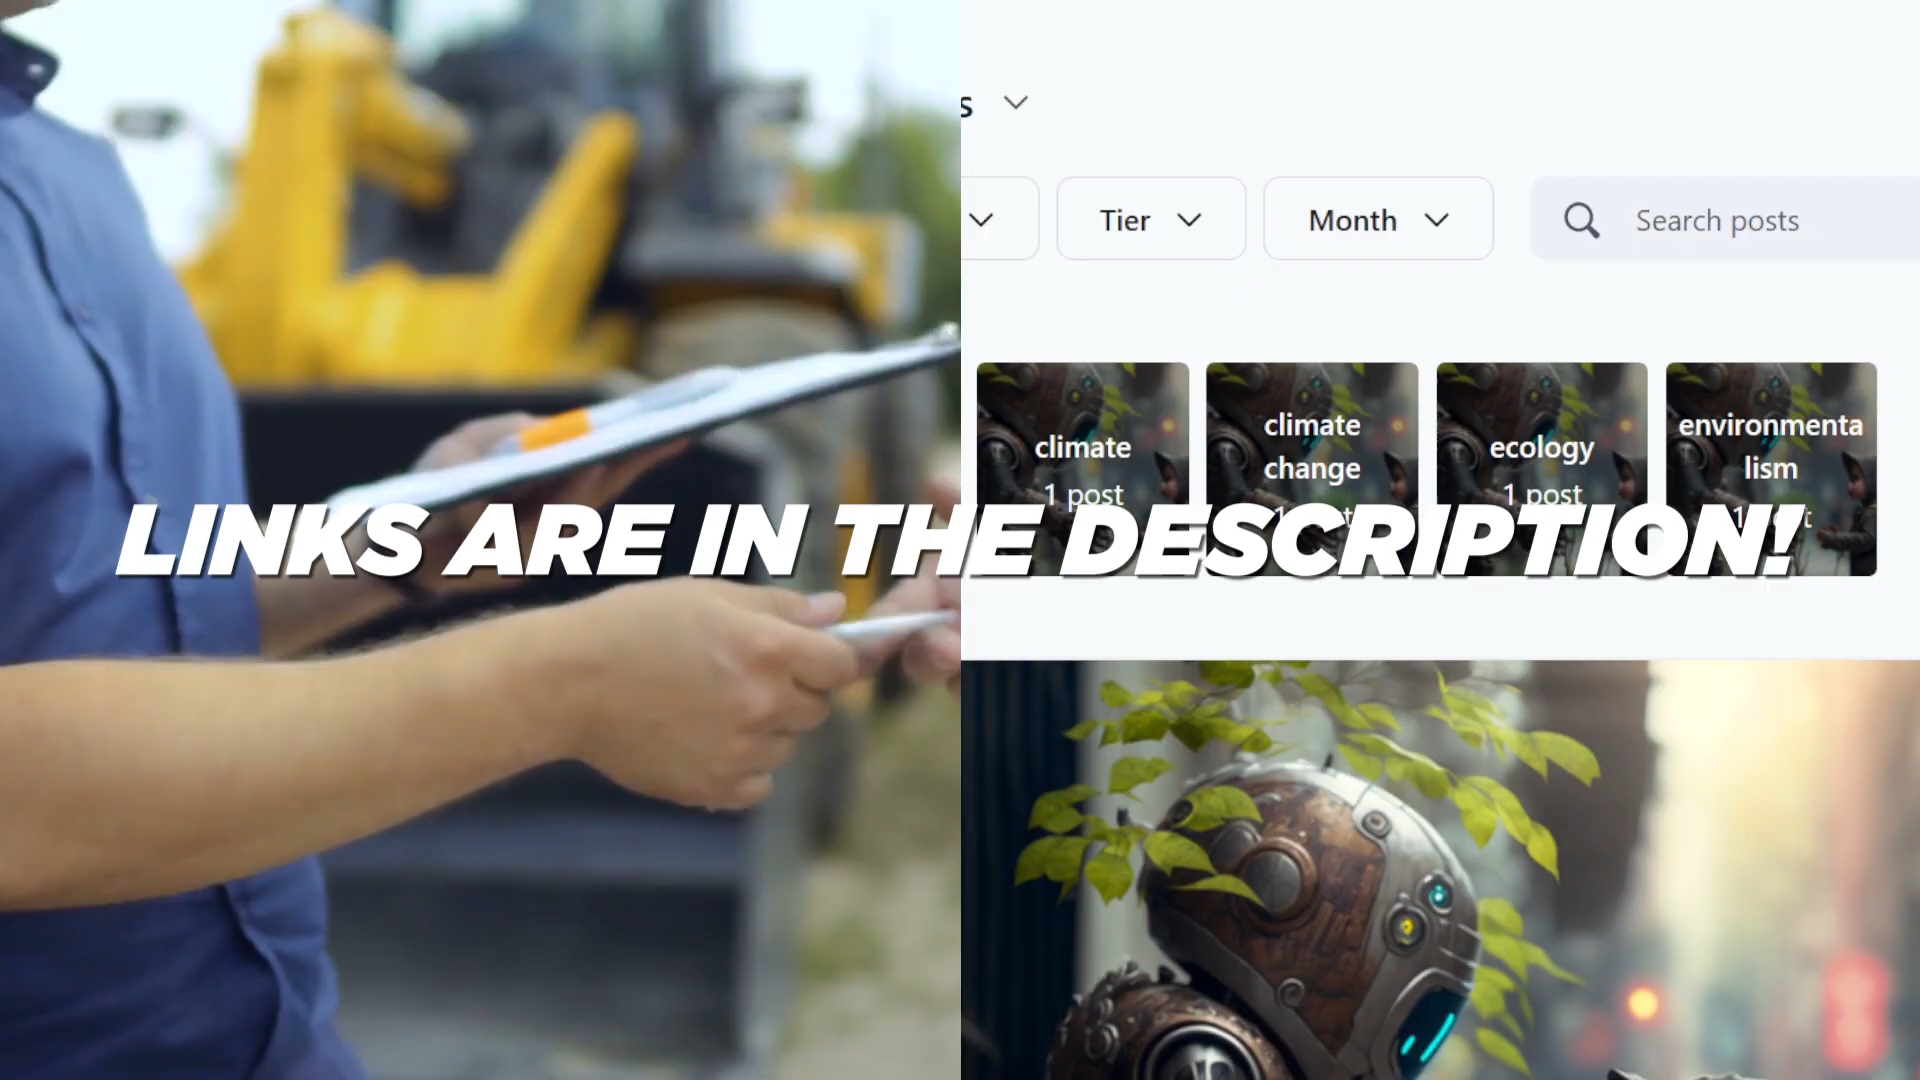 s
Tier
Month
Search posts
climate
1 post
climate
change
ecology
1 post
environmenta
lism
LINKS ARE IN THE DESCRIPTION!